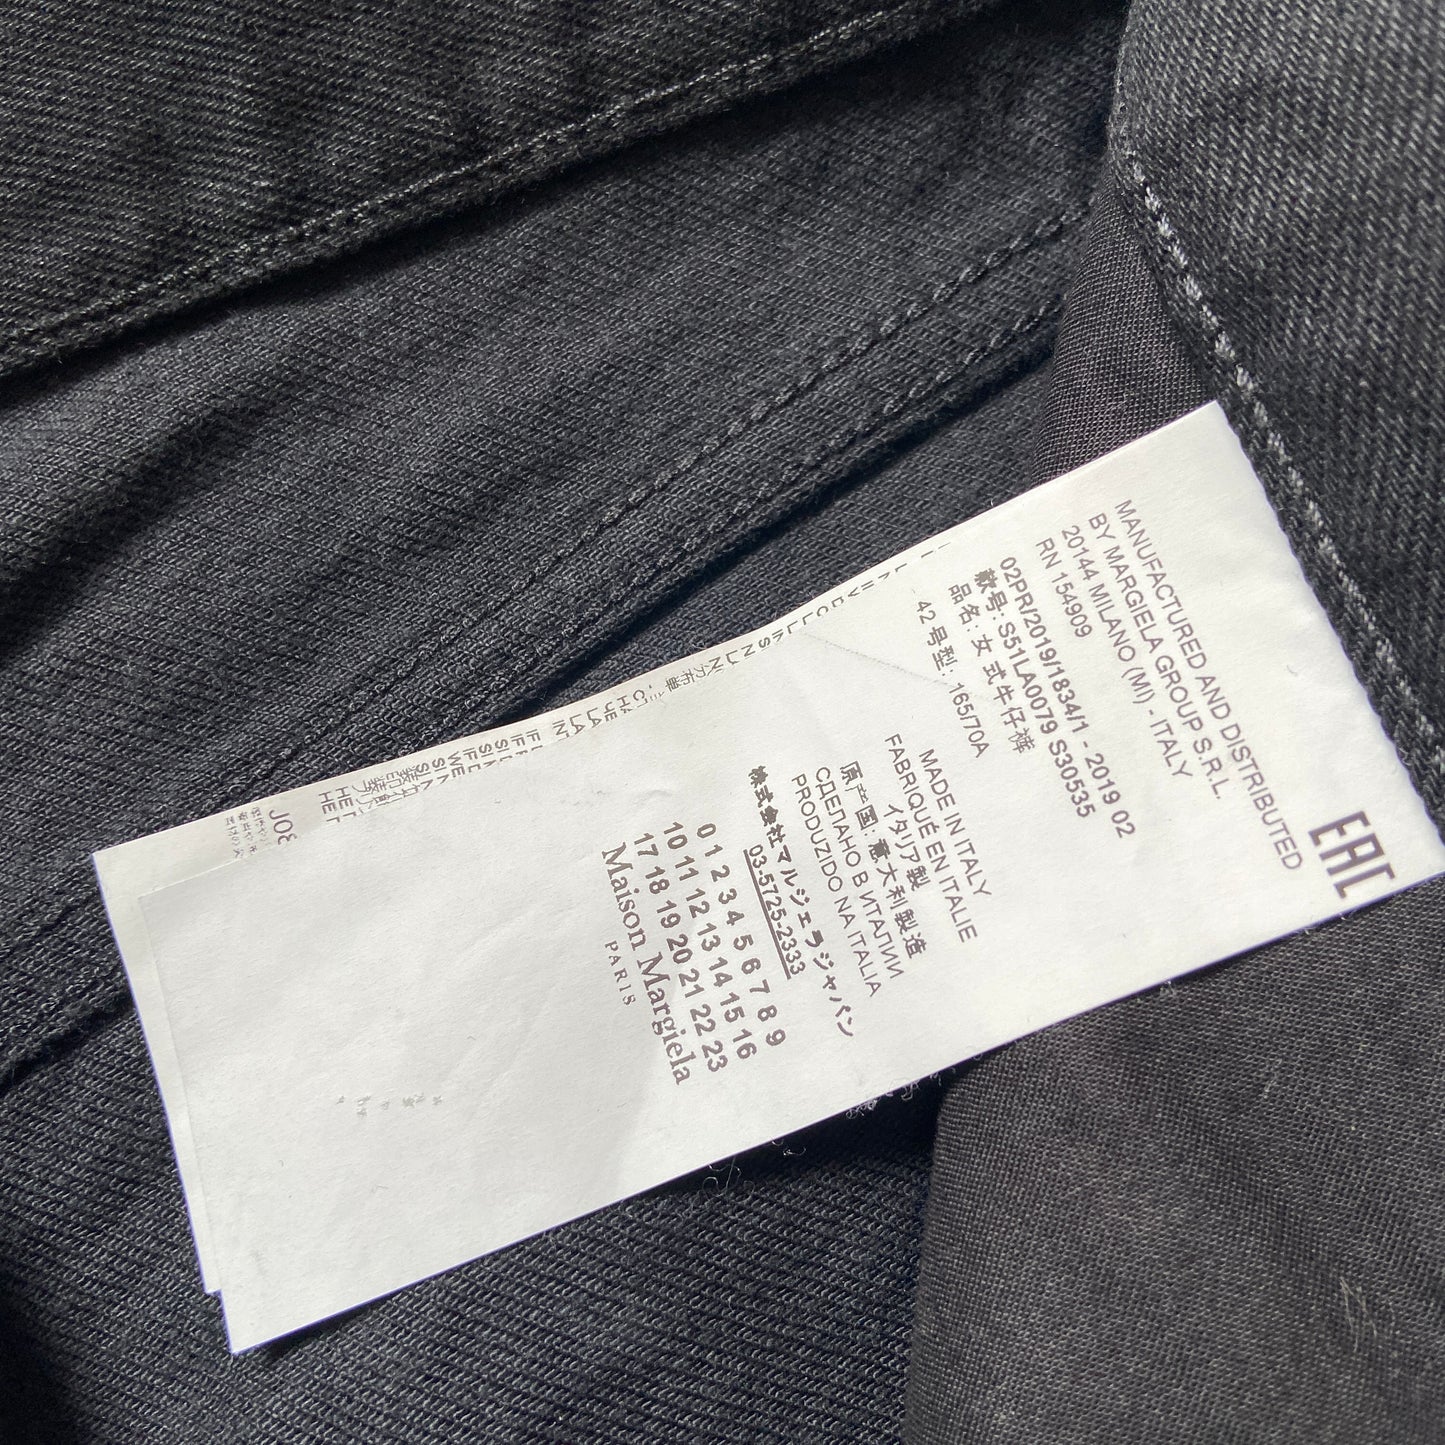 Maison Margiela
PARIS
0 1 2 3 4 5 6 7 8 9
10 11 12 13 14 15 16
17 18 19 20 21 22 23
株式会社マルジェラジャパン
03-5725-2333
MADE IN ITALY
FABRIQUÉ EN ITALIE
イタリア製
原产国: 意大利製造
СДЕЛАНО В ИТАЛИИ
PRODUZIDO NA ITALIA
02PR/2019/1834/1 - 2019 02
款号: S51LA0079 S30535
品名: 女式牛仔裤
42 号型: 165/70A
MANUFACTURED AND DISTRIBUTED
BY MARGIELA GROUP S.R.L.
20144 MILANO (MI) - ITALY
RN 154909
EAC